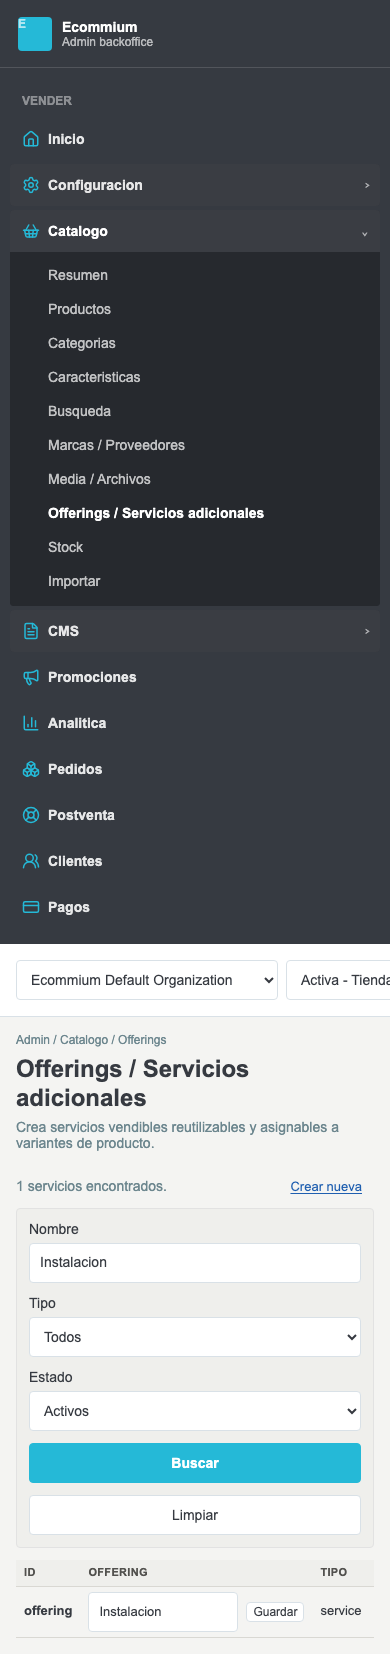 E
Ecommium
Admin backoffice
VENDER
Inicio
Configuracion
Catalogo
Resumen
Productos
Categorias
Caracteristicas
Busqueda
Marcas / Proveedores
Media / Archivos
Offerings / Servicios adicionales
Stock
Importar
CMS
Promociones
Analitica
Pedidos
Postventa
Clientes
Pagos
Ecommium Default Organization
Activa - Tienda
Admin / Catalogo / Offerings
Offerings / Servicios
adicionales
Crea servicios vendibles reutilizables y asignables a
variantes de producto.
1 servicios encontrados. Crear nueva
Nombre
Instalacion
Tipo
Todos
Estado
Activos
Buscar
Limpiar
ID OFFERING TIPO
offering Instalacion Guardar service